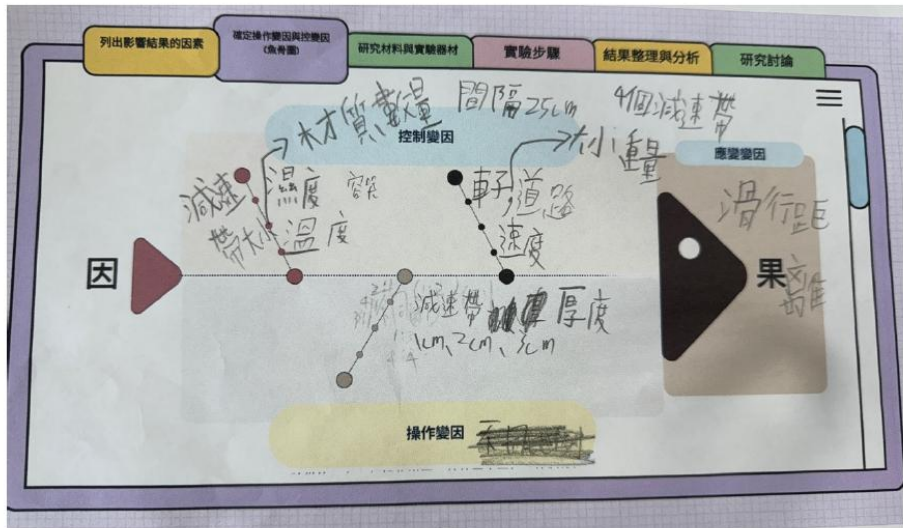 列出影響結果的因素
確定操作變因與控變因
(魚骨圖)
研究材料與實驗器材
實驗步驟
結果整理與分析
研究討論
材質數量 間隔25cm 4個減速帶
控制變因
大小重量
應變變因
減速
帶大小
濕度
溫度
車子,道路
速度
滑行距
離
因
果
減速帶 厚度
1cm、2cm、3cm
操作變因